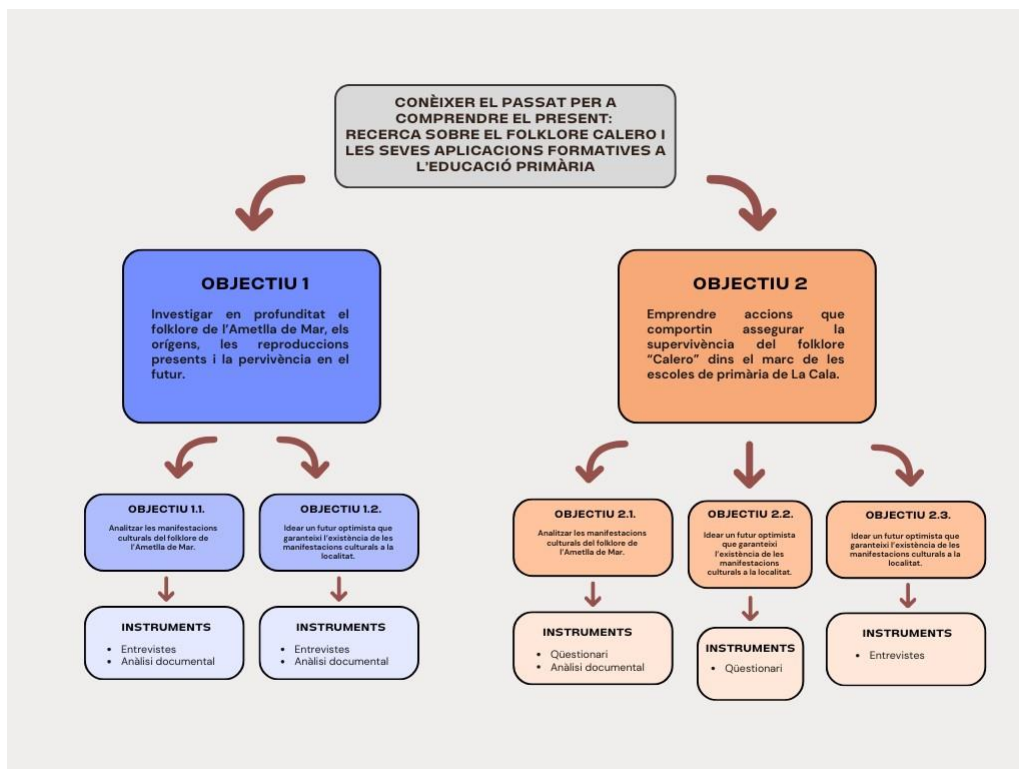 CONÈIXER EL PASSAT PER A
COMPRENDRE EL PRESENT:
RECERCA SOBRE EL FOLKLORE CALERO I
LES SEVES APLICACIONS FORMATIVES A
L'EDUCACIÓ PRIMÀRIA
OBJECTIU 1
Investigar en profunditat el
folklore de l'Ametlla de Mar, els
orígens, les reproduccions
presents i la pervivència en el
futur.
OBJECTIU 2
Emprendre accions que
comportin assegurar la
supervivència del folklore
"Calero" dins el marc de les
escoles de primària de La Cala.
OBJECTIU 1.1.
Analitzar les manifestacions
culturals del folklore de
l'Ametlla de Mar.
OBJECTIU 1.2.
Idear un futur optimista que
garanteixi l'existència de les
manifestacions culturals a la
localitat.
OBJECTIU 2.1.
Analitzar les manifestacions
culturals del folklore de
l'Ametlla de Mar.
OBJECTIU 2.2.
Idear un futur optimista
que garanteixi
l'existència de les
manifestacions
culturals a la localitat.
OBJECTIU 2.3.
Idear un futur optimista que
garanteixi l'existència de les
manifestacions culturals a la
localitat.
INSTRUMENTS
• Entrevistes
• Anàlisi documental
INSTRUMENTS
• Entrevistes
• Anàlisi documental
INSTRUMENTS
• Qüestionari
• Anàlisi documental
INSTRUMENTS
• Qüestionari
INSTRUMENTS
• Entrevistes